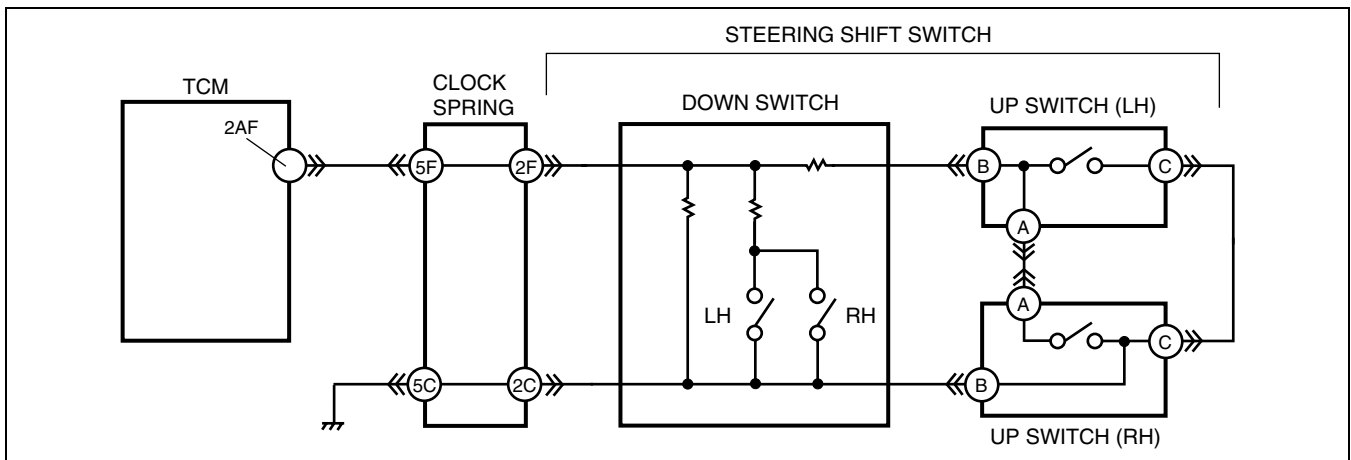 STEERING SHIFT SWITCH
TCM
CLOCK
SPRING
DOWN SWITCH
UP SWITCH (LH)
2AF
5F
2F
B
C
A
A
LH
RH
C
5C
2C
B
UP SWITCH (RH)